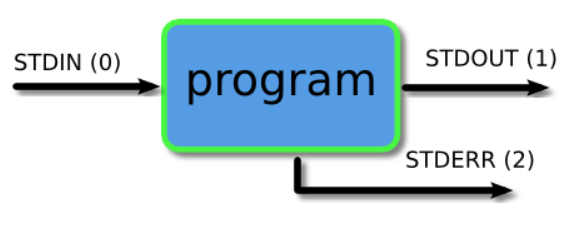 STDIN (0)
program
STDOUT (1)
STDERR (2)